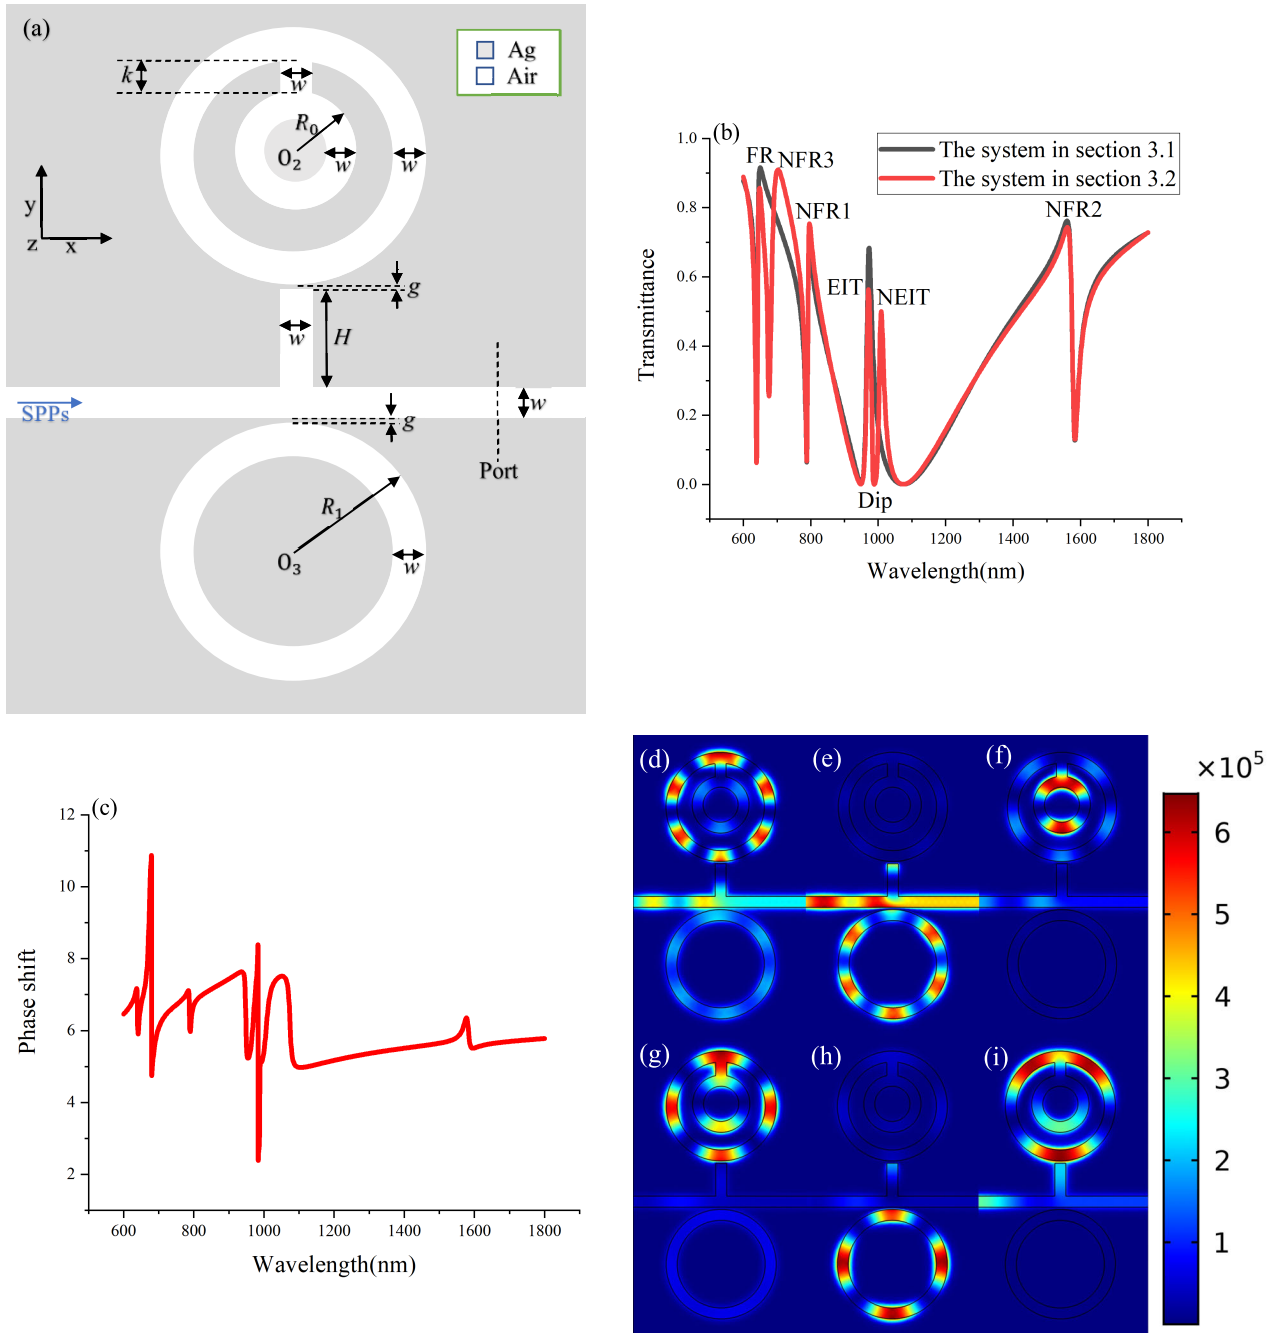 (a)
Ag
Air
k
w
R0
O2
w
w
y
z
x
g
w
H
SPPs
w
g
Port
R1
O3
w
(b)
The system in section 3.1
The system in section 3.2
FR
NFR3
NFR1
NFR2
EIT
NEIT
Dip
1.0
0.8
0.6
0.4
0.2
0.0
Transmittance
600 800 1000 1200 1400 1600 1800
Wavelength(nm)
(c)
12
10
8
6
4
2
Phase shift
600 800 1000 1200 1400 1600 1800
Wavelength(nm)
(d) (e) (f)
(g) (h) (i)
×10^5
6
5
4
3
2
1